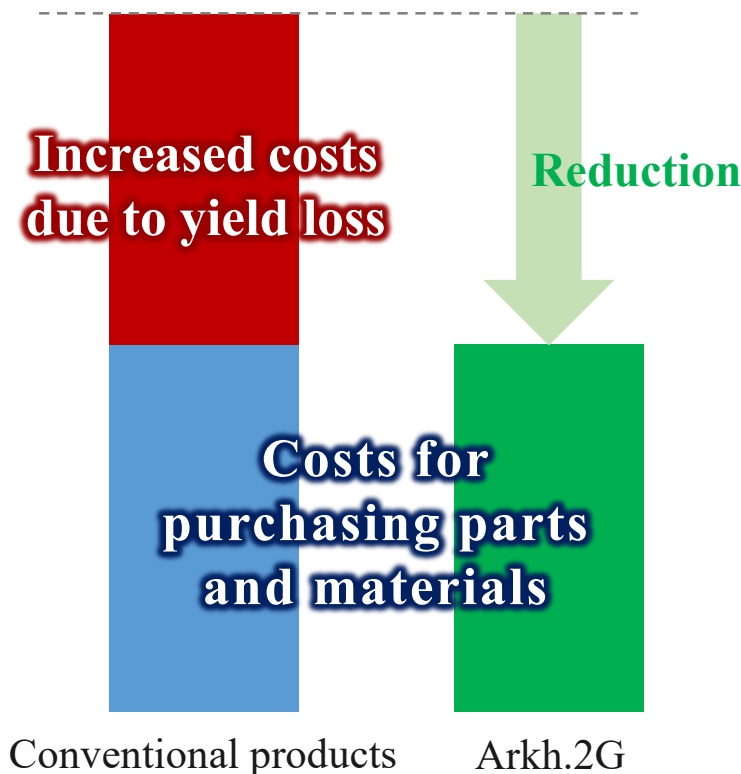 Increased costs
due to yield loss
Reduction
Costs for
purchasing parts
and materials
Conventional products
Arkh.2G